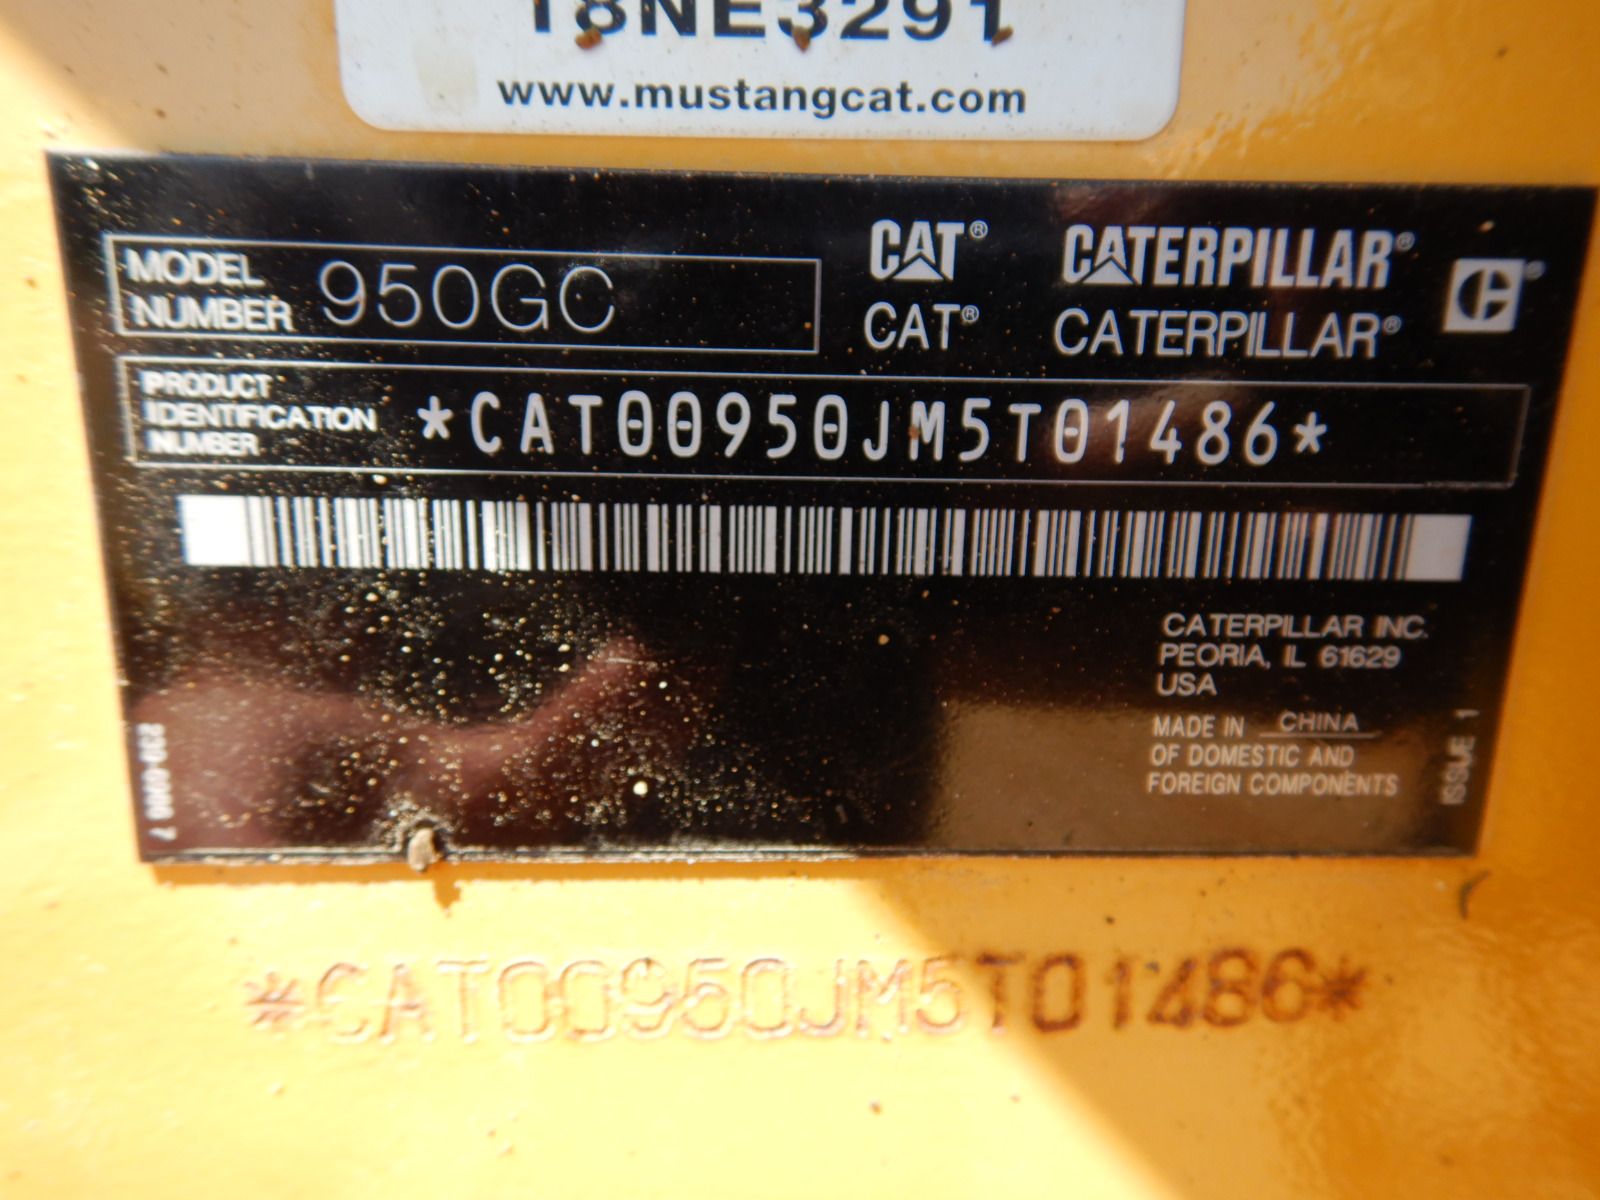 18NE3291
www.mustangcat.com
MODEL NUMBER 950GC
CAT® CATERPILLAR®
CAT® CATERPILLAR®
PRODUCT IDENTIFICATION NUMBER *CAT00950JM5T01486*
CATERPILLAR INC.
PEORIA, IL 61629
USA
MADE IN CHINA
OF DOMESTIC AND
FOREIGN COMPONENTS
ISSUE 1
*CAT00950JM5T01486*